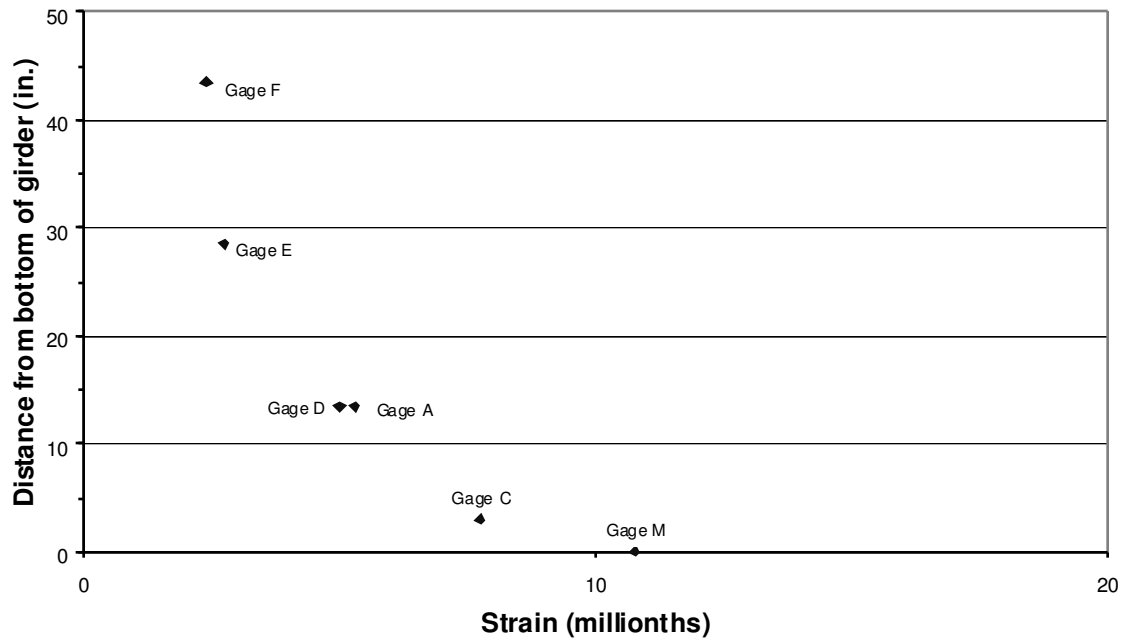 50
40
30
20
10
0
Distance from bottom of girder (in.)
Gage F
Gage E
Gage D
Gage A
Gage C
Gage M
0
10
20
Strain (millionths)